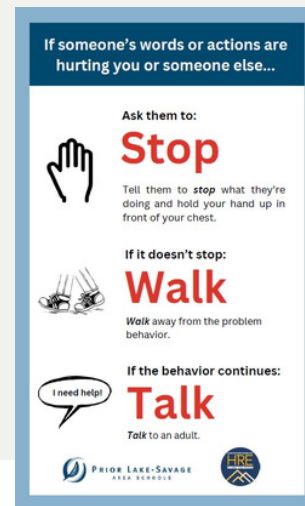 If someone's words or actions are
hurting you or someone else...
Ask them to:
Stop
Tell them to stop what they're
doing and hold your hand up in
front of your chest.
If it doesn't stop:
Walk
Walk away from the problem
behavior.
If the behavior continues:
I need help!
Talk
Talk to an adult.
PRIOR LAKE-SAVAGE
AREA SCHOOLS
HRE